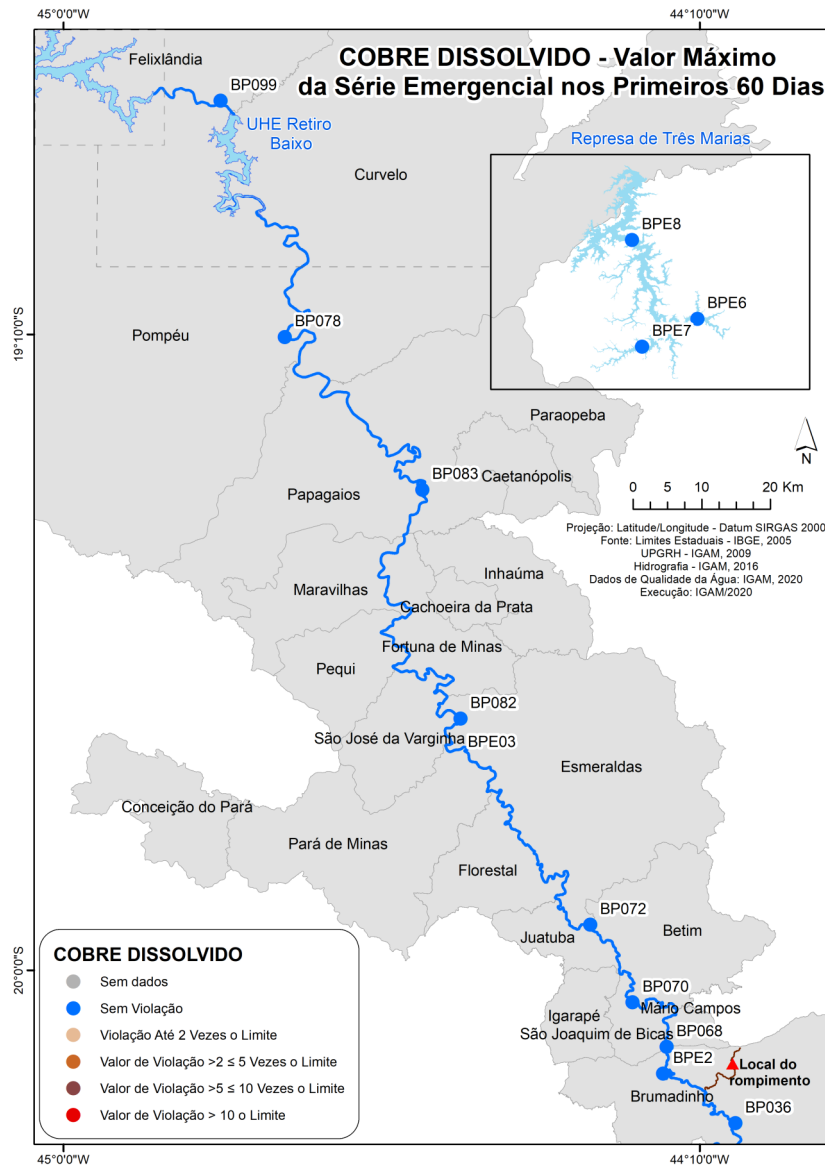 45°0'0"W
44°10'0"W
COBRE DISSOLVIDO - Valor Máximo
da Série Emergencial nos Primeiros 60 Dias
Felixlândia
BP099
UHE Retiro
Baixo
Represa de Três Marias
Curvelo
BPE8
BPE6
BPE7
BP078
Pompéu
19°10'0"S
Paraopeba
BP083
Caetanópolis
Papagaios
N
0 5 10 20 Km
Projeção: Latitude/Longitude - Datum SIRGAS 2000
Fonte: Limites Estaduais - IBGE, 2005
UPGRH - IGAM, 2009
Hidrografia - IGAM, 2016
Dados de Qualidade da Água: IGAM, 2020
Execução: IGAM/2020
Inhaúma
Maravilhas
Cachoeira da Prata
Fortuna de Minas
Pequi
BP082
São José da Varginha
BPE03
Esmeraldas
Conceição do Pará
Pará de Minas
Florestal
BP072
Juatuba
Betim
20°0'0"S
BP070
Mário Campos
Igarapé
São Joaquim de Bicas
BP068
BPE2
Local do
rompimento
Brumadinho
BP036
COBRE DISSOLVIDO
Sem dados
Sem Violação
Violação Até 2 Vezes o Limite
Valor de Violação >2 ≤ 5 Vezes o Limite
Valor de Violação >5 ≤ 10 Vezes o Limite
Valor de Violação > 10 o Limite
45°0'0"W
44°10'0"W